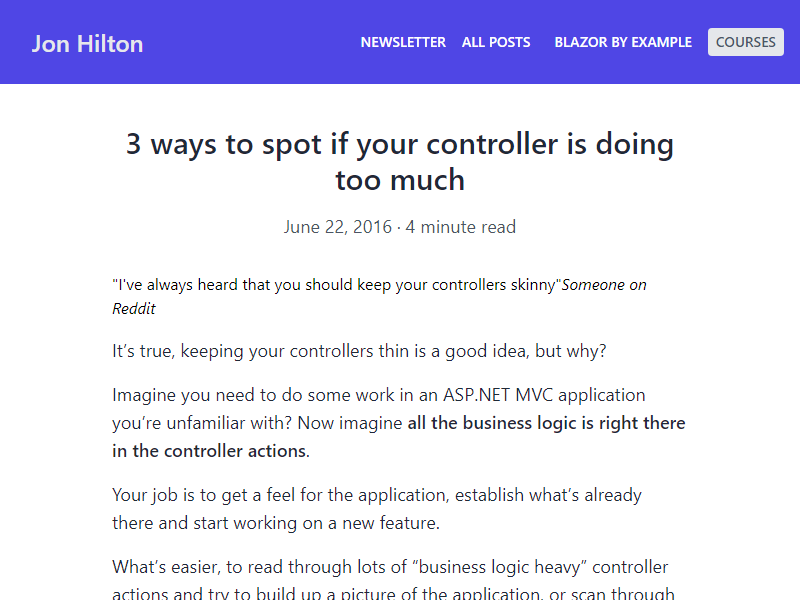 Jon Hilton
NEWSLETTER ALL POSTS BLAZOR BY EXAMPLE COURSES
3 ways to spot if your controller is doing
too much
June 22, 2016 · 4 minute read
"I've always heard that you should keep your controllers skinny"Someone on
Reddit
It’s true, keeping your controllers thin is a good idea, but why?
Imagine you need to do some work in an ASP.NET MVC application
you’re unfamiliar with? Now imagine all the business logic is right there
in the controller actions.
Your job is to get a feel for the application, establish what’s already
there and start working on a new feature.
What’s easier, to read through lots of “business logic heavy” controller
actions and try to build up a picture of the application, or scan through